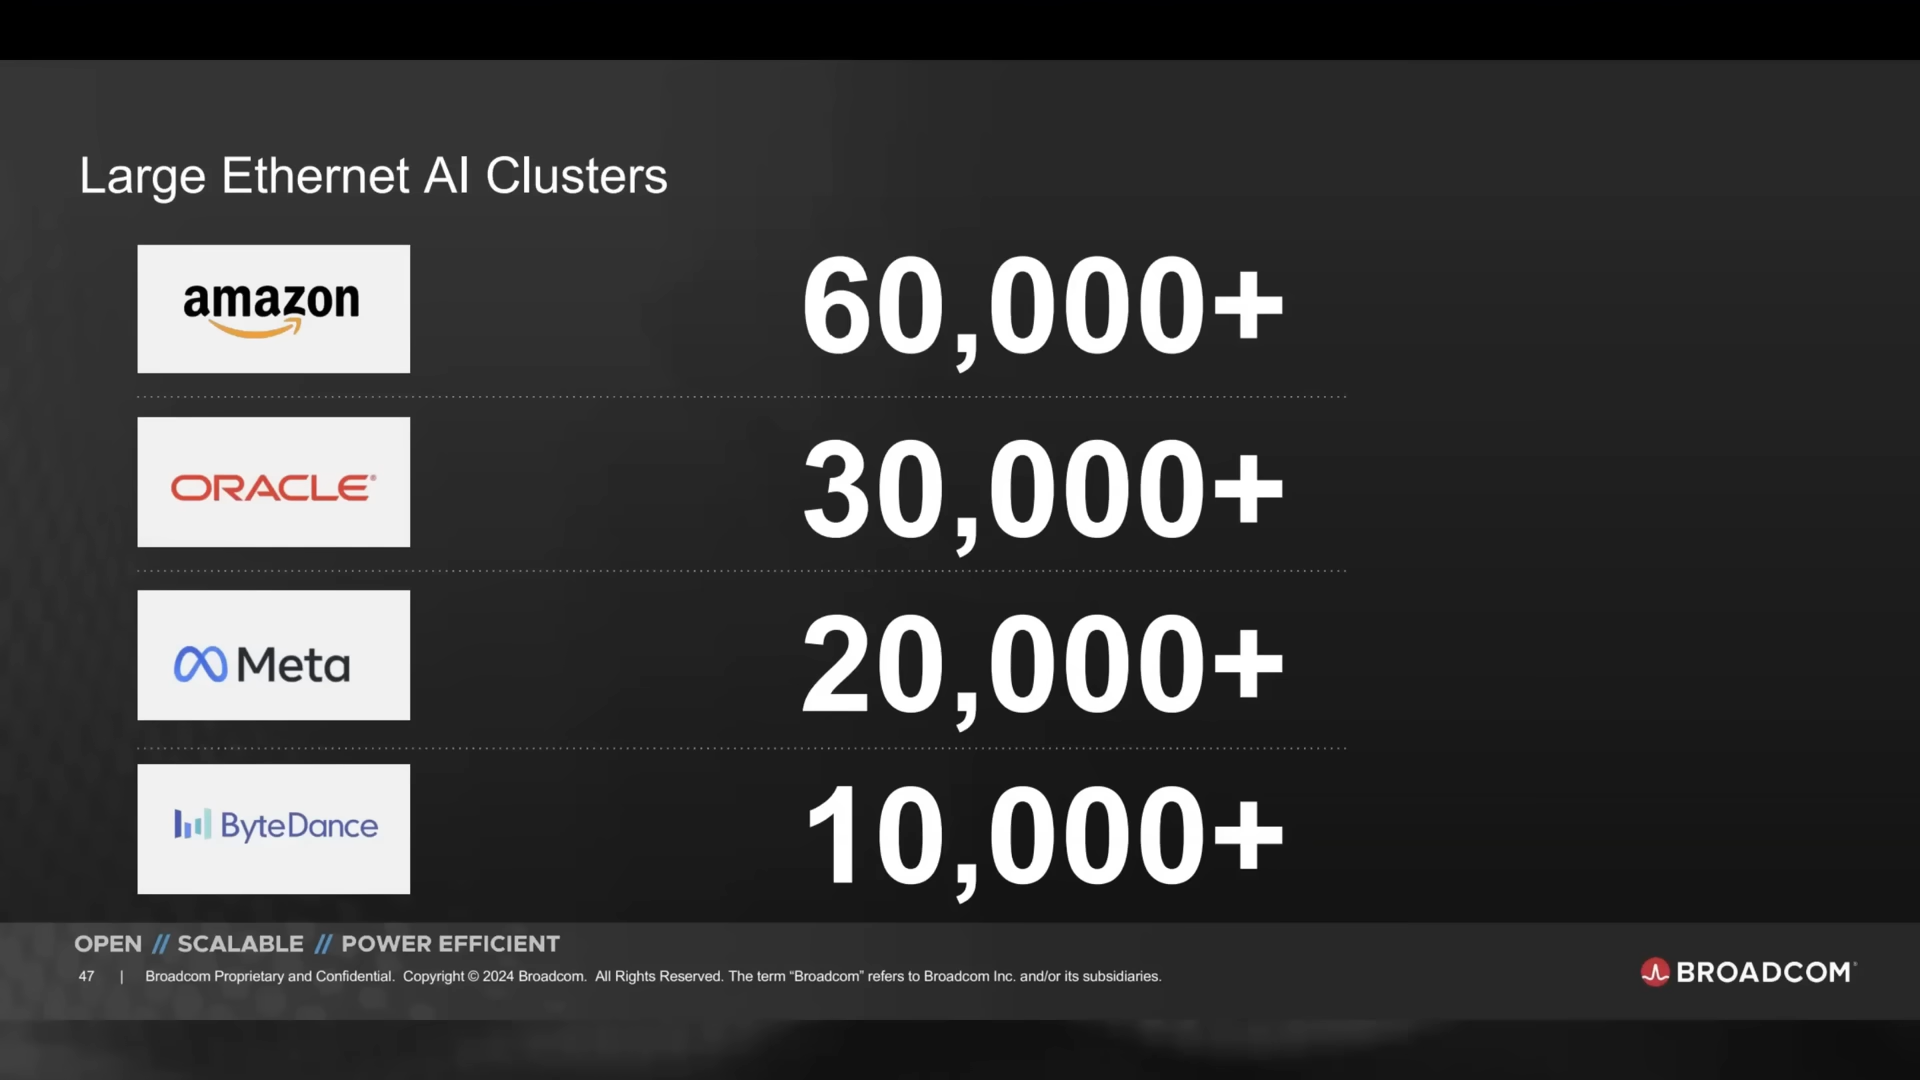 Large Ethernet AI Clusters
amazon
60,000+
ORACLE®
30,000+
Meta
20,000+
ByteDance
10,000+
OPEN // SCALABLE // POWER EFFICIENT
47 | Broadcom Proprietary and Confidential. Copyright © 2024 Broadcom. All Rights Reserved. The term “Broadcom” refers to Broadcom Inc. and/or its subsidiaries.
BROADCOM®